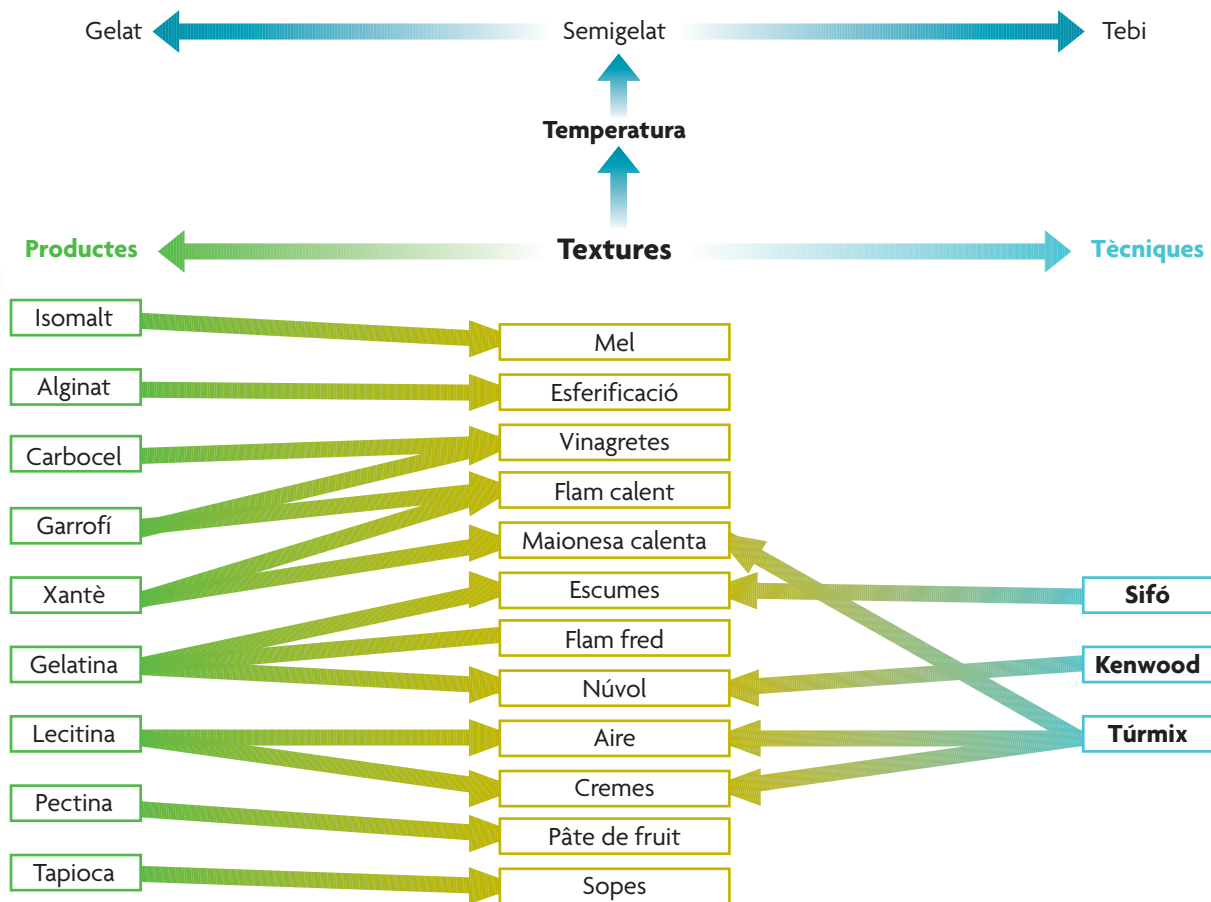 Gelat
Semigelat
Tebi
Temperatura
Productes
Textures
Tècniques
Isomalt
Alginat
Carbocel
Garrofí
Xantè
Gelatina
Lecitina
Pectina
Tapioca
Mel
Esferificació
Vinagretes
Flam calent
Maionesa calenta
Escumes
Flam fred
Núvol
Aire
Cremes
Pâte de fruit
Sopes
Sifó
Kenwood
Túrmix